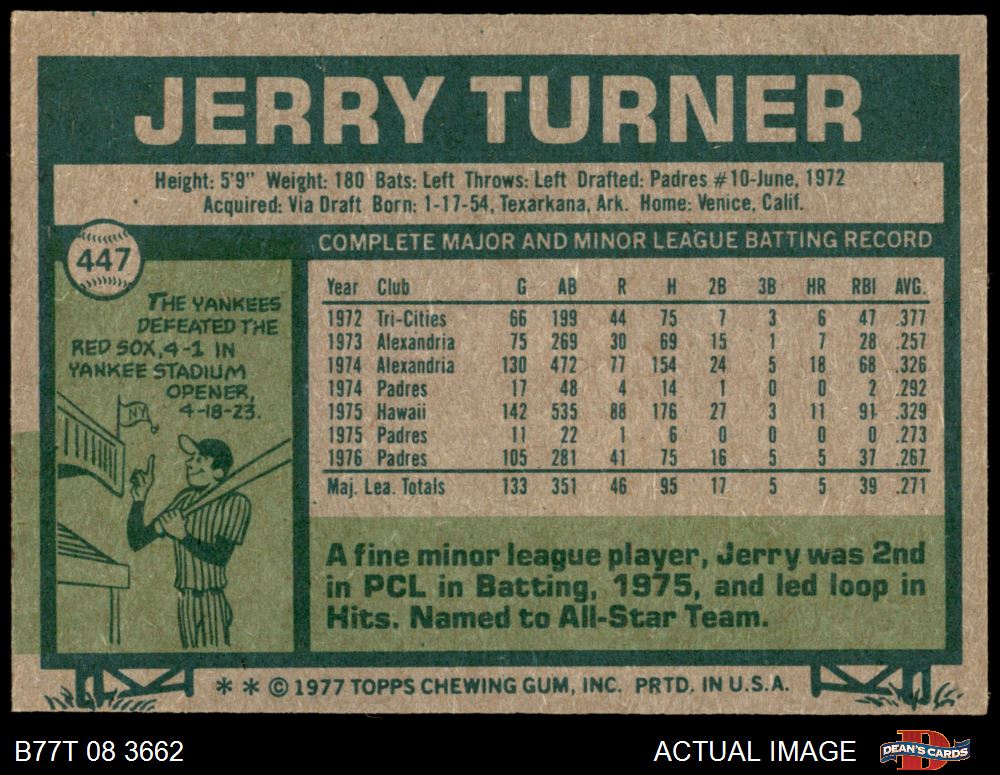 JERRY TURNER
Height: 5'9" Weight: 180 Bats: Left Throws: Left Drafted: Padres #10-June, 1972
Acquired: Via Draft Born: 1-17-54, Texarkana, Ark. Home: Venice, Calif.
447
THE YANKEES
DEFEATED THE
RED SOX, 4-1 IN
YANKEE STADIUM
OPENER,
4-18-23.
NY
COMPLETE MAJOR AND MINOR LEAGUE BATTING RECORD
Year Club G AB R H 2B 3B HR RBI AVG.
1972 Tri-Cities 66 199 44 75 7 3 6 47 .377
1973 Alexandria 75 269 30 69 15 1 7 28 .257
1974 Alexandria 130 472 77 154 24 5 18 68 .326
1974 Padres 17 48 4 14 1 0 0 2 .292
1975 Hawaii 142 535 88 176 27 3 11 91 .329
1975 Padres 11 22 1 6 0 0 0 0 .273
1976 Padres 105 281 41 75 16 5 5 37 .267
Maj. Lea. Totals 133 351 46 95 17 5 5 39 .271
A fine minor league player, Jerry was 2nd
in PCL in Batting, 1975, and led loop in
Hits. Named to All-Star Team.
* * © 1977 TOPPS CHEWING GUM, INC. PRTD. IN U.S.A.
B77T 08 3662
ACTUAL IMAGE
D
DEAN'S CARDS